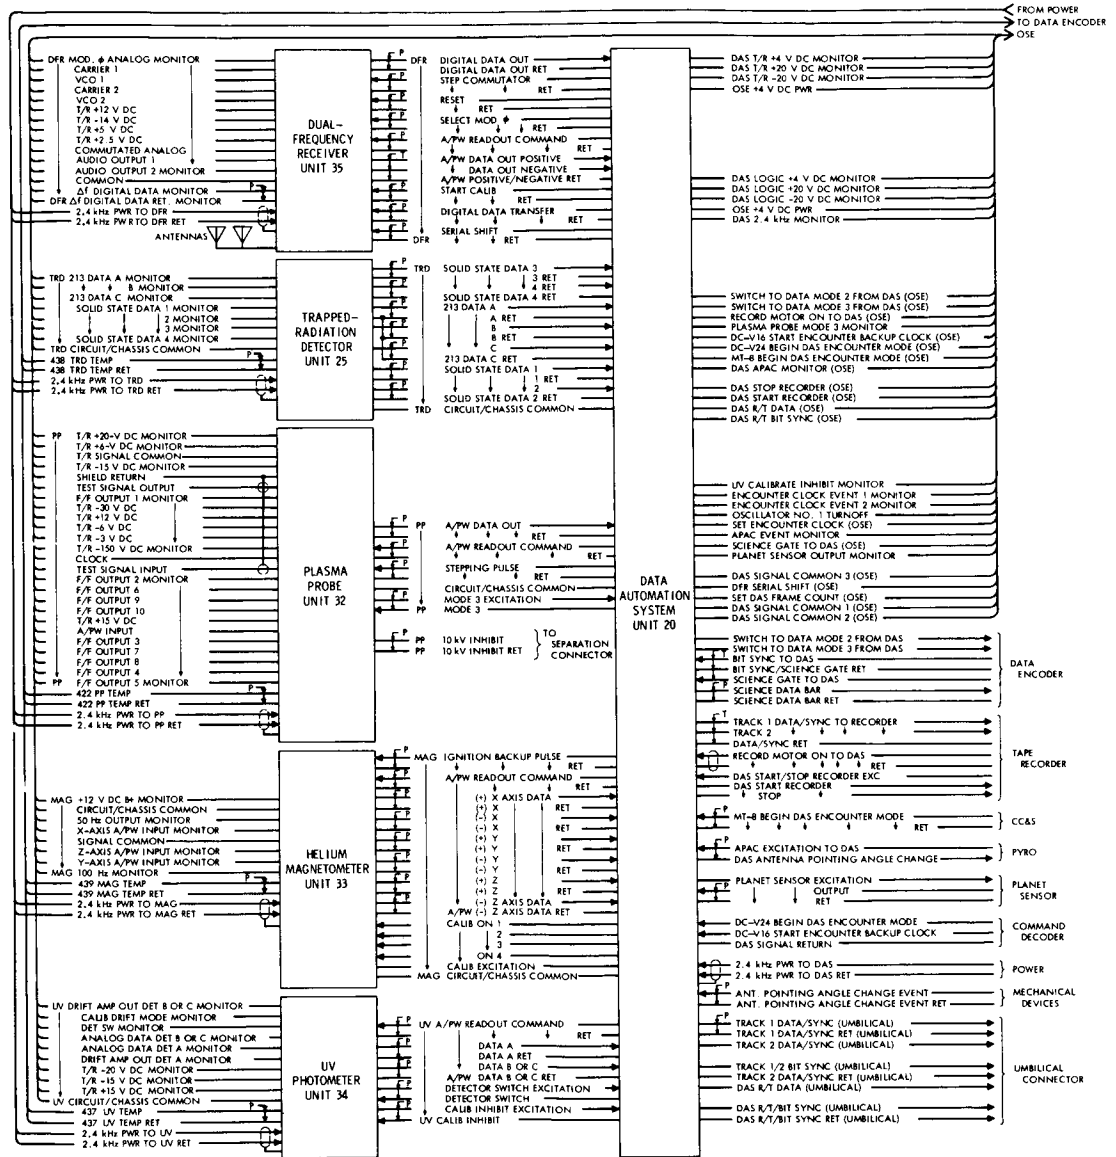 FROM POWER
TO DATA ENCODER
OSE
DFR MOD. ϕ ANALOG MONITOR
CARRIER 1
VCO 1
CARRIER 2
VCO 2
T/R +12 V DC
T/R -14 V DC
T/R +5 V DC
T/R +2.5 V DC
COMMUTATED ANALOG
AUDIO OUTPUT 1
AUDIO OUTPUT 2 MONITOR
COMMON
Δf DIGITAL DATA MONITOR
DFR Δf DIGITAL DATA RET. MONITOR
2.4 kHz PWR TO DFR
2.4 kHz PWR TO DFR RET
ANTENNAS
DUAL-
FREQUENCY
RECEIVER
UNIT 35
DFR DIGITAL DATA OUT
DIGITAL DATA OUT RET
STEP COMMUTATOR
RET
RESET
RET
SELECT MOD ϕ
RET
A/PW READOUT COMMAND
RET
A/PW DATA OUT POSITIVE
DATA OUT NEGATIVE
A/PW POSITIVE/NEGATIVE RET
START CALIB
RET
DIGITAL DATA TRANSFER
RET
SERIAL SHIFT
DFR RET
TRD 213 DATA A MONITOR
B MONITOR
213 DATA C MONITOR
SOLID STATE DATA 1 MONITOR
2 MONITOR
3 MONITOR
SOLID STATE DATA 4 MONITOR
TRD CIRCUIT/CHASSIS COMMON
438 TRD TEMP
438 TRD TEMP RET
2.4 kHz PWR TO TRD
2.4 kHz PWR TO TRD RET
TRAPPED-
RADIATION
DETECTOR
UNIT 25
TRD SOLID STATE DATA 3
3 RET
4 RET
SOLID STATE DATA 4 RET
213 DATA A
A RET
B
B RET
C
213 DATA C RET
SOLID STATE DATA 1
1 RET
2
SOLID STATE DATA 2 RET
TRD CIRCUIT/CHASSIS COMMON
PP T/R +20-V DC MONITOR
T/R +6-V DC MONITOR
T/R SIGNAL COMMON
T/R -15 V DC MONITOR
SHIELD RETURN
TEST SIGNAL OUTPUT
F/F OUTPUT 1 MONITOR
T/R -30 V DC
T/R +12 V DC
T/R -6 V DC
T/R -3 V DC
T/R -150 V DC MONITOR
CLOCK
TEST SIGNAL INPUT
F/F OUTPUT 2 MONITOR
F/F OUTPUT 6
F/F OUTPUT 9
F/F OUTPUT 10
T/R +15 V DC
A/PW INPUT
F/F OUTPUT 3
F/F OUTPUT 7
F/F OUTPUT 8
F/F OUTPUT 4
PP F/F OUTPUT 5 MONITOR
422 PP TEMP
422 PP TEMP RET
2.4 kHz PWR TO PP
2.4 kHz PWR TO PP RET
PLASMA
PROBE
UNIT 32
PP A/PW DATA OUT
RET
A/PW READOUT COMMAND
RET
STEPPING PULSE
RET
CIRCUIT/CHASSIS COMMON
MODE 3 EXCITATION
PP MODE 3
PP 10 kV INHIBIT
PP 10 kV INHIBIT RET
TO
SEPARATION
CONNECTOR
MAG +12 V DC B+ MONITOR
CIRCUIT/CHASSIS COMMON
50 Hz OUTPUT MONITOR
X-AXIS A/PW INPUT MONITOR
SIGNAL COMMON
Z-AXIS A/PW INPUT MONITOR
Y-AXIS A/PW INPUT MONITOR
MAG 100 Hz MONITOR
439 MAG TEMP
439 MAG TEMP RET
2.4 kHz PWR TO MAG
2.4 kHz PWR TO MAG RET
HELIUM
MAGNETOMETER
UNIT 33
MAG IGNITION BACKUP PULSE
RET
A/PW READOUT COMMAND
RET
(+) X AXIS DATA
(+) X RET
(-) X
(-) X RET
(+) Y
(+) Y RET
(-) Y
(-) Y RET
(+) Z
(+) Z RET
(-) Z AXIS DATA
A/PW (-) Z AXIS DATA RET
CALIB ON 1
2
3
ON 4
CALIB EXCITATION
MAG CIRCUIT/CHASSIS COMMON
UV DRIFT AMP OUT DET B OR C MONITOR
CALIB DRIFT MODE MONITOR
DET SW MONITOR
ANALOG DATA DET B OR C MONITOR
ANALOG DATA DET A MONITOR
DRIFT AMP OUT DET A MONITOR
T/R -20 V DC MONITOR
T/R -15 V DC MONITOR
T/R +15 V DC MONITOR
UV CIRCUIT/CHASSIS COMMON
437 UV TEMP
437 UV TEMP RET
2.4 kHz PWR TO UV
2.4 kHz PWR TO UV RET
UV
PHOTOMETER
UNIT 34
UV A/PW READOUT COMMAND
RET
DATA A
DATA A RET
DATA B OR C
A/PW DATA B OR C RET
DETECTOR SWITCH EXCITATION
DETECTOR SWITCH
CALIB INHIBIT EXCITATION
UV CALIB INHIBIT
DATA
AUTOMATION
SYSTEM
UNIT 20
DAS T/R +4 V DC MONITOR
DAS T/R +20 V DC MONITOR
DAS T/R -20 V DC MONITOR
OSE +4 V DC PWR
DAS LOGIC +4 V DC MONITOR
DAS LOGIC +20 V DC MONITOR
DAS LOGIC -20 V DC MONITOR
OSE +4 V DC PWR
DAS 2.4 kHz MONITOR
SWITCH TO DATA MODE 2 FROM DAS (OSE)
SWITCH TO DATA MODE 3 FROM DAS (OSE)
RECORD MOTOR ON TO DAS (OSE)
PLASMA PROBE MODE 3 MONITOR
DC-V16 START ENCOUNTER BACKUP CLOCK (OSE)
DC-V24 BEGIN DAS ENCOUNTER MODE (OSE)
MT-8 BEGIN DAS ENCOUNTER MODE (OSE)
DAS APAC MONITOR (OSE)
DAS STOP RECORDER (OSE)
DAS START RECORDER (OSE)
DAS R/T DATA (OSE)
DAS R/T BIT SYNC (OSE)
UV CALIBRATE INHIBIT MONITOR
ENCOUNTER CLOCK EVENT 1 MONITOR
ENCOUNTER CLOCK EVENT 2 MONITOR
OSCILLATOR NO. 1 TURNOFF
SET ENCOUNTER CLOCK (OSE)
APAC EVENT MONITOR
SCIENCE GATE TO DAS (OSE)
PLANET SENSOR OUTPUT MONITOR
DAS SIGNAL COMMON 3 (OSE)
DFR SERIAL SHIFT (OSE)
SET DAS FRAME COUNT (OSE)
DAS SIGNAL COMMON 1 (OSE)
DAS SIGNAL COMMON 2 (OSE)
SWITCH TO DATA MODE 2 FROM DAS
SWITCH TO DATA MODE 3 FROM DAS
BIT SYNC TO DAS
BIT SYNC/SCIENCE GATE RET
SCIENCE GATE TO DAS
SCIENCE DATA BAR
SCIENCE DATA BAR RET
DATA
ENCODER
TRACK 1 DATA/SYNC TO RECORDER
TRACK 2
DATA/SYNC RET
RECORD MOTOR ON TO DAS
RET
DAS START/STOP RECORDER EXC
DAS START RECORDER
STOP
TAPE
RECORDER
MT-8 BEGIN DAS ENCOUNTER MODE
RET
CC&S
APAC EXCITATION TO DAS
DAS ANTENNA POINTING ANGLE CHANGE
PYRO
PLANET SENSOR EXCITATION
OUTPUT
RET
PLANET
SENSOR
DC-V24 BEGIN DAS ENCOUNTER MODE
DC-V16 START ENCOUNTER BACKUP CLOCK
DAS SIGNAL RETURN
COMMAND
DECODER
2.4 kHz PWR TO DAS
2.4 kHz PWR TO DAS RET
POWER
ANT. POINTING ANGLE CHANGE EVENT
ANT. POINTING ANGLE CHANGE EVENT RET
MECHANICAL
DEVICES
TRACK 1 DATA/SYNC (UMBILICAL)
TRACK 1 DATA/SYNC RET (UMBILICAL)
TRACK 2 DATA/SYNC (UMBILICAL)
TRACK 1/2 BIT SYNC (UMBILICAL)
TRACK 2 DATA/SYNC RET (UMBILICAL)
DAS R/T DATA (UMBILICAL)
DAS R/T/BIT SYNC (UMBILICAL)
DAS R/T/BIT SYNC RET (UMBILICAL)
UMBILICAL
CONNECTOR